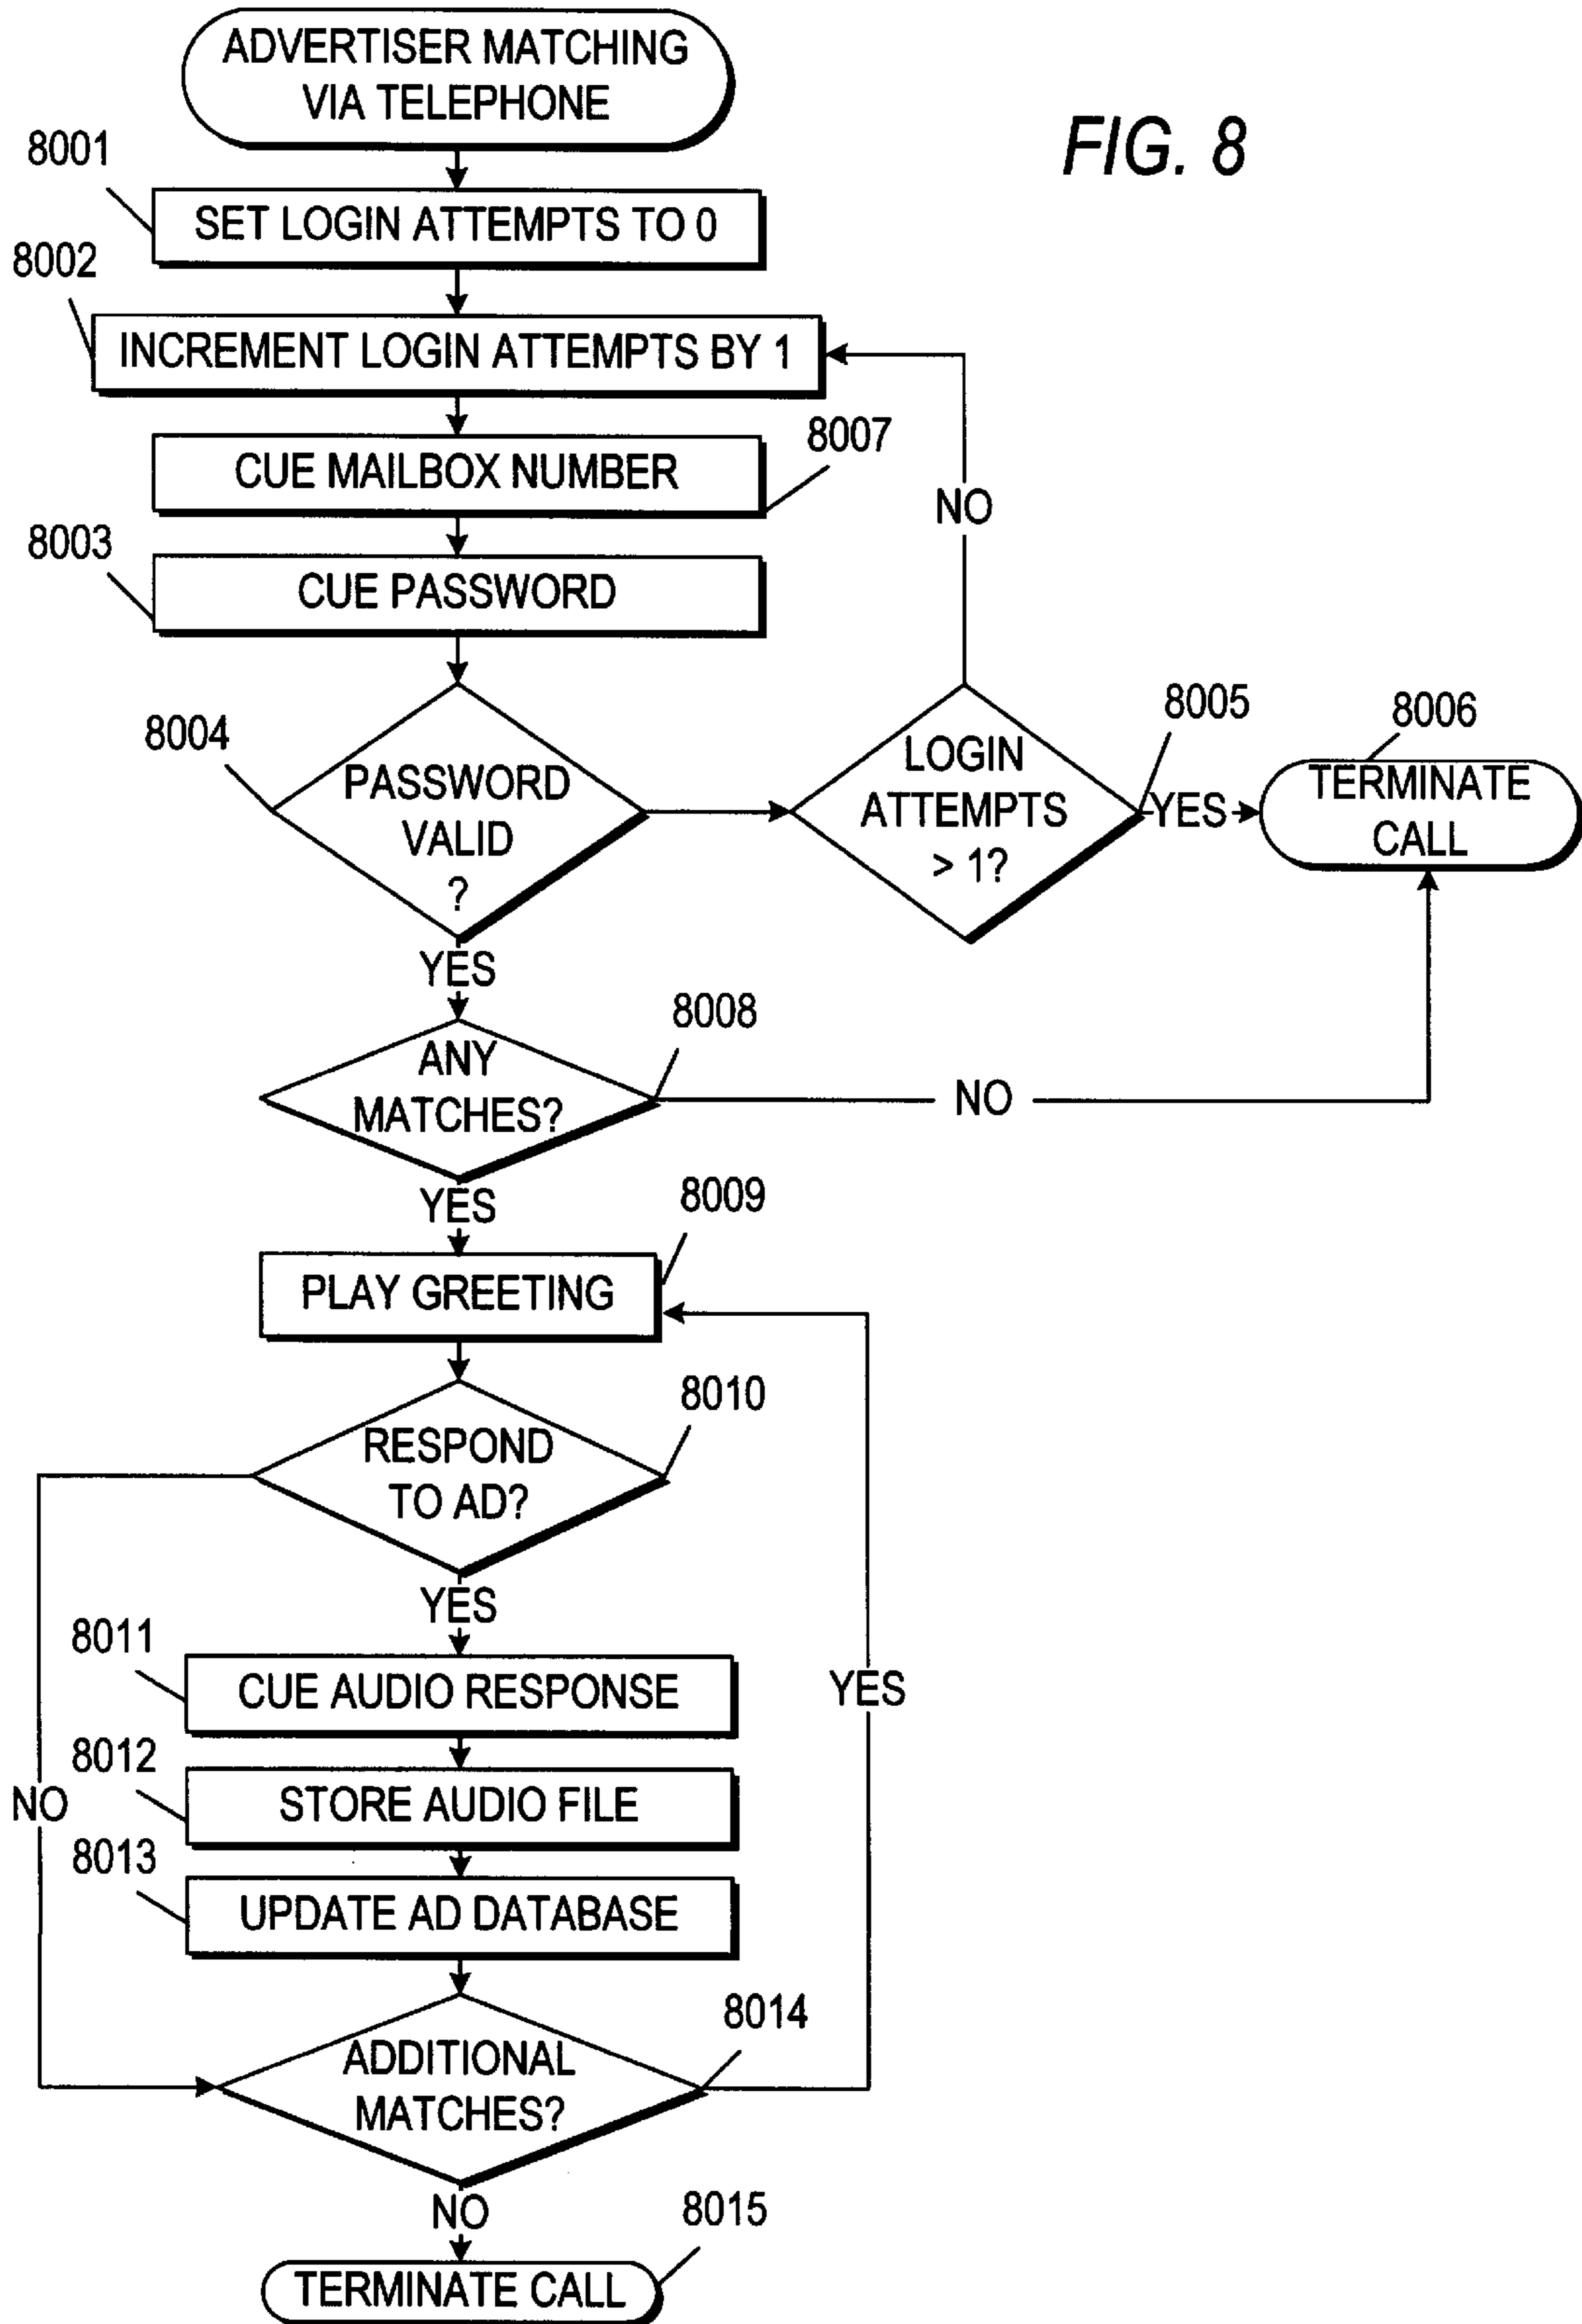 ADVERTISER MATCHING
VIA TELEPHONE
FIG. 8
8001
SET LOGIN ATTEMPTS TO 0
8002
INCREMENT LOGIN ATTEMPTS BY 1
8007
CUE MAILBOX NUMBER
NO
8003
CUE PASSWORD
8004
PASSWORD
VALID
?
8005
LOGIN
ATTEMPTS
> 1?
YES
8006
TERMINATE
CALL
YES
8008
ANY
MATCHES?
NO
YES
8009
PLAY GREETING
8010
RESPOND
TO AD?
YES
8011
CUE AUDIO RESPONSE
YES
8012
STORE AUDIO FILE
NO
8013
UPDATE AD DATABASE
8014
ADDITIONAL
MATCHES?
NO
8015
TERMINATE CALL